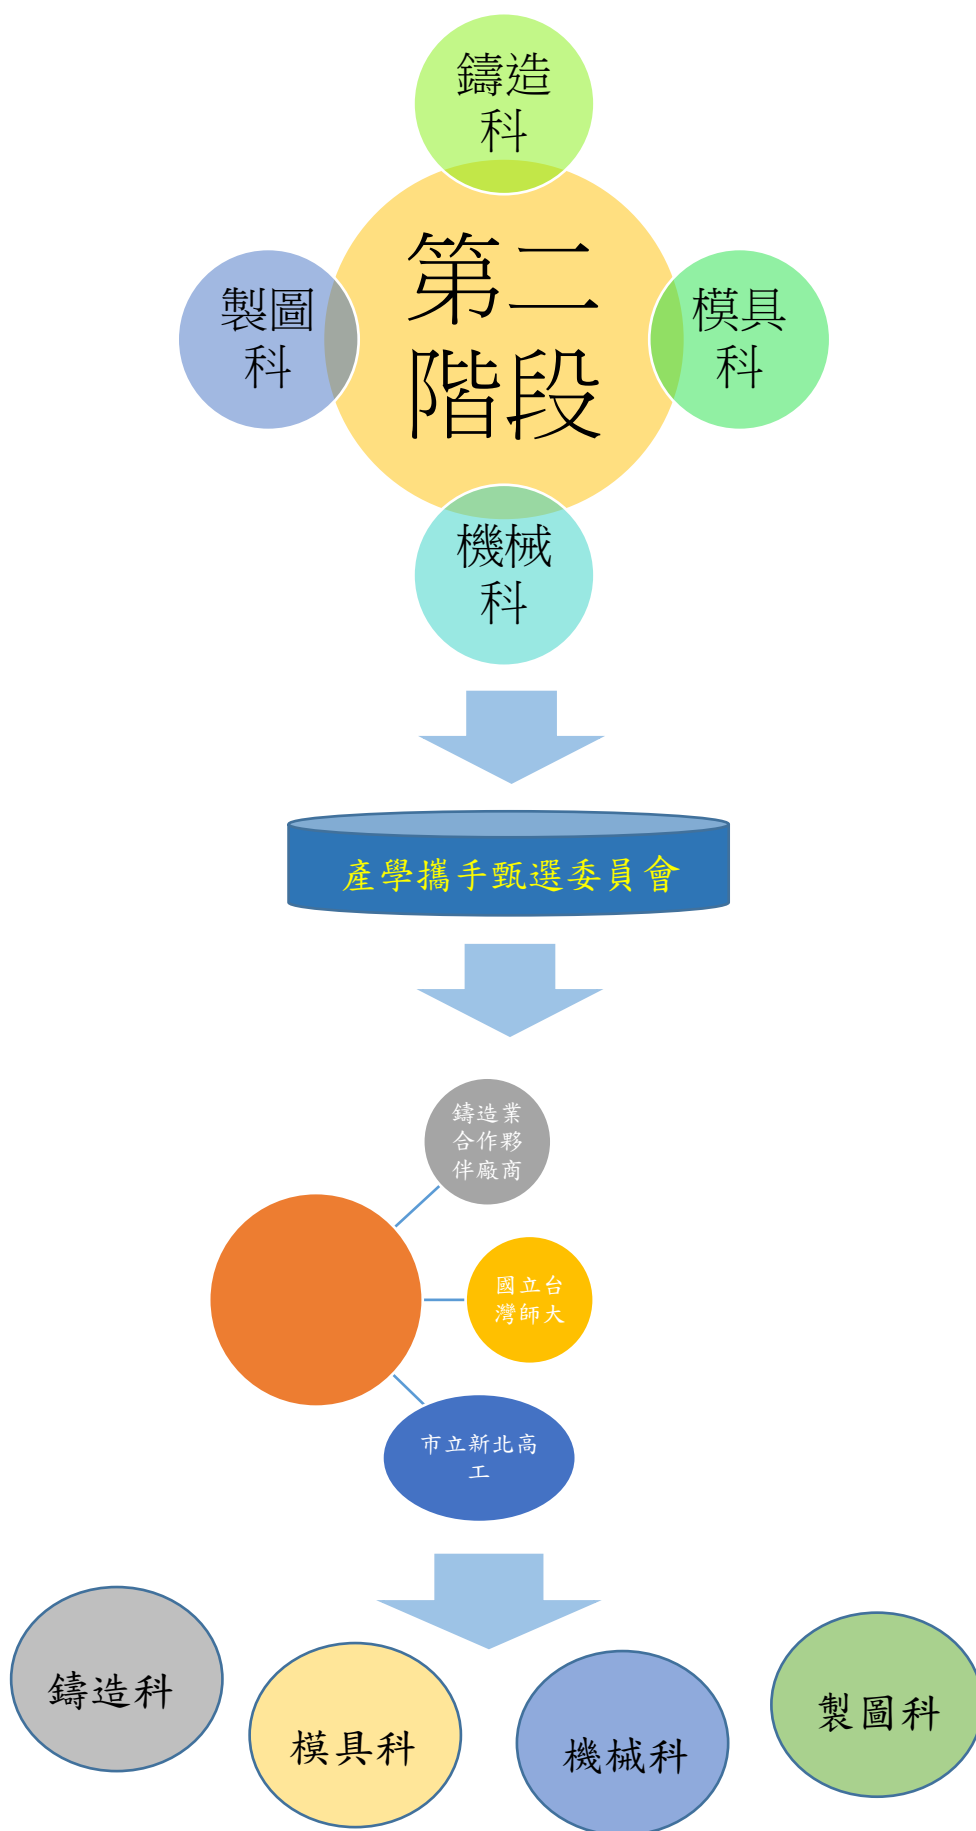 鑄造
科
第二
階段
製圖
科
模具
科
機械
科
產學攜手甄選委員會
鑄造業
合作夥
伴廠商
國立台
灣師大
市立新北高
工
鑄造科
模具科
機械科
製圖科